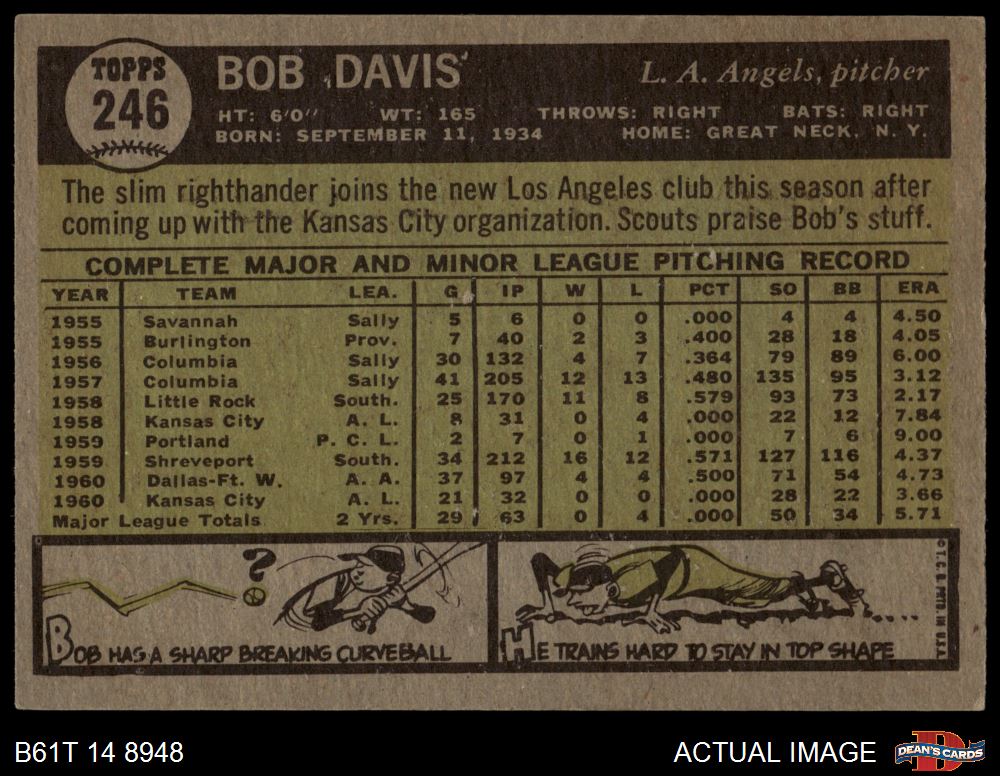 TOPPS
246
BOB DAVIS
L. A. Angels, pitcher
HT: 6'0" WT: 165 THROWS: RIGHT BATS: RIGHT
BORN: SEPTEMBER 11, 1934 HOME: GREAT NECK, N. Y.
The slim righthander joins the new Los Angeles club this season after
coming up with the Kansas City organization. Scouts praise Bob's stuff.
COMPLETE MAJOR AND MINOR LEAGUE PITCHING RECORD
YEAR TEAM LEA. G IP W L PCT SO BB ERA
1955 Savannah Sally 5 6 0 0 .000 4 4 4.50
1955 Burlington Prov. 7 40 2 3 .400 28 18 4.05
1956 Columbia Sally 30 132 4 7 .364 79 89 6.00
1957 Columbia Sally 41 205 12 13 .480 135 95 3.12
1958 Little Rock South. 25 170 11 8 .579 93 73 2.17
1958 Kansas City A. L. 8 31 0 4 .000 22 12 7.84
1959 Portland P. C. L. 2 7 0 1 .000 7 6 9.00
1959 Shreveport South. 34 212 16 12 .571 127 116 4.37
1960 Dallas-Ft. W. A. A. 37 97 4 4 .500 71 54 4.73
1960 Kansas City A. L. 21 32 0 0 .000 28 22 3.66
Major League Totals 2 Yrs. 29 63 0 4 .000 50 34 5.71
?
BOB HAS A SHARP BREAKING CURVEBALL
HE TRAINS HARD TO STAY IN TOP SHAPE
© T. C. G. PRTD. IN U.S.A.
B61T 14 8948
ACTUAL IMAGE
D
DEAN'S CARDS